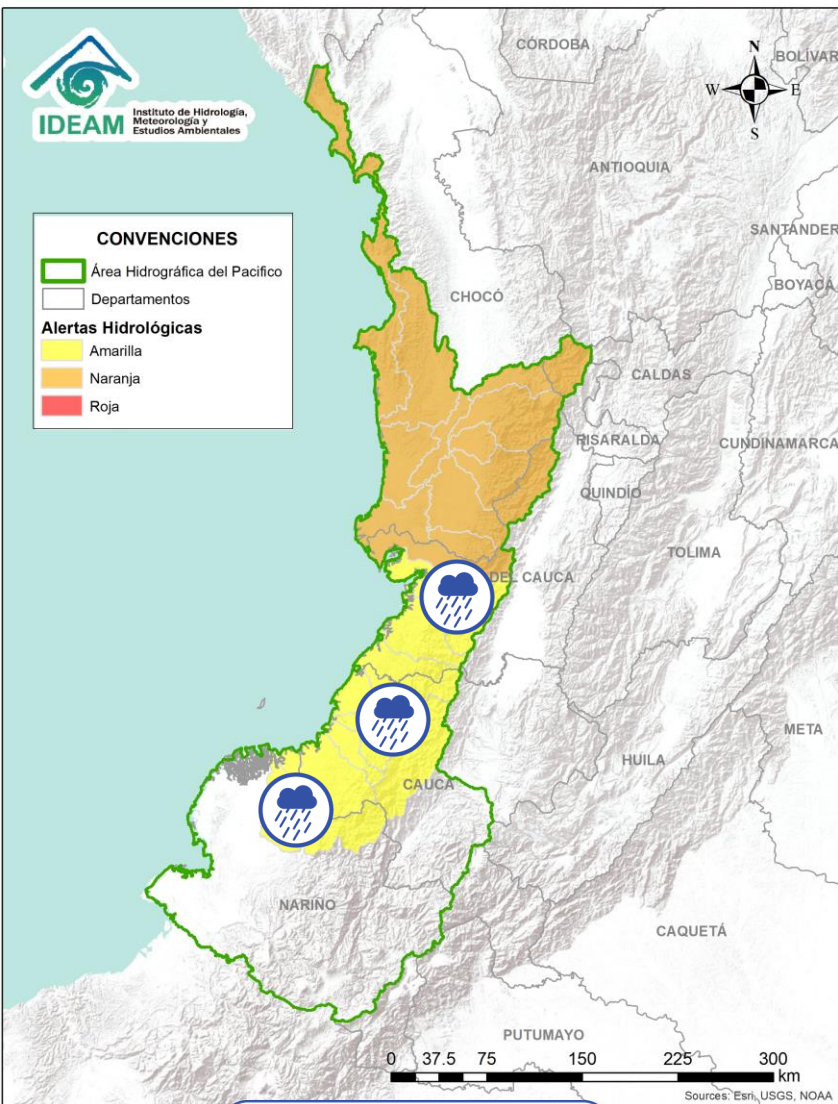 IDEAM
Instituto de Hidrología,
Meteorología y
Estudios Ambientales
CÓRDOBA
BOLÍVAR
N
W
E
S
ANTIOQUIA
SANTANDER
BOYACÁ
CONVENCIONES
Área Hidrográfica del Pacifico
Departamentos
Alertas Hidrológicas
Amarilla
Naranja
Roja
CHOCÓ
CALDAS
RISARALDA
CUNDINAMARCA
QUINDÍO
TOLIMA
DEL CAUCA
META
HUILA
CAUCA
NARIÑO
CAQUETÁ
PUTUMAYO
0 37.5 75 150 225 300
km
Sources: Esri, USGS, NOAA